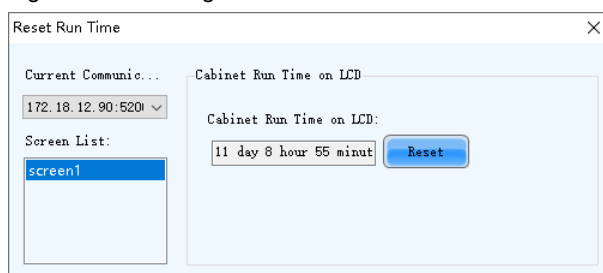 Reset Run Time
Current Communic...
172.18.12.90:520
Screen List:
screen1
Cabinet Run Time on LCD
Cabinet Run Time on LCD:
11 day 8 hour 55 minut
Reset